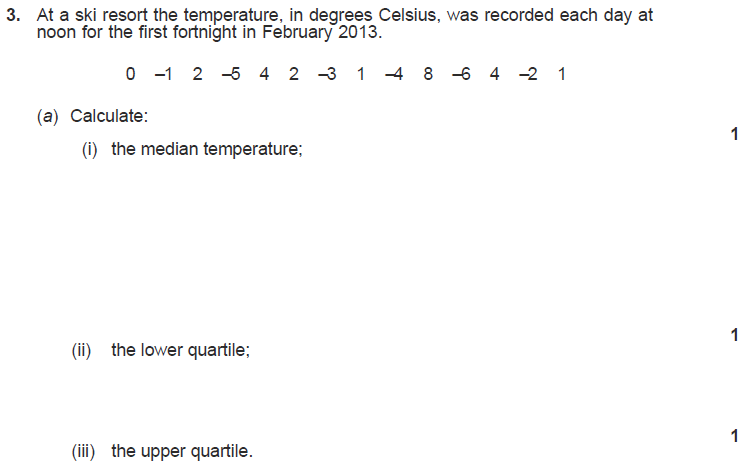 3. At a ski resort the temperature, in degrees Celsius, was recorded each day at
noon for the first fortnight in February 2013.
0 –1 2 –5 4 2 –3 1 –4 8 –6 4 –2 1
(a) Calculate:
1
(i) the median temperature;
1
(ii) the lower quartile;
1
(iii) the upper quartile.